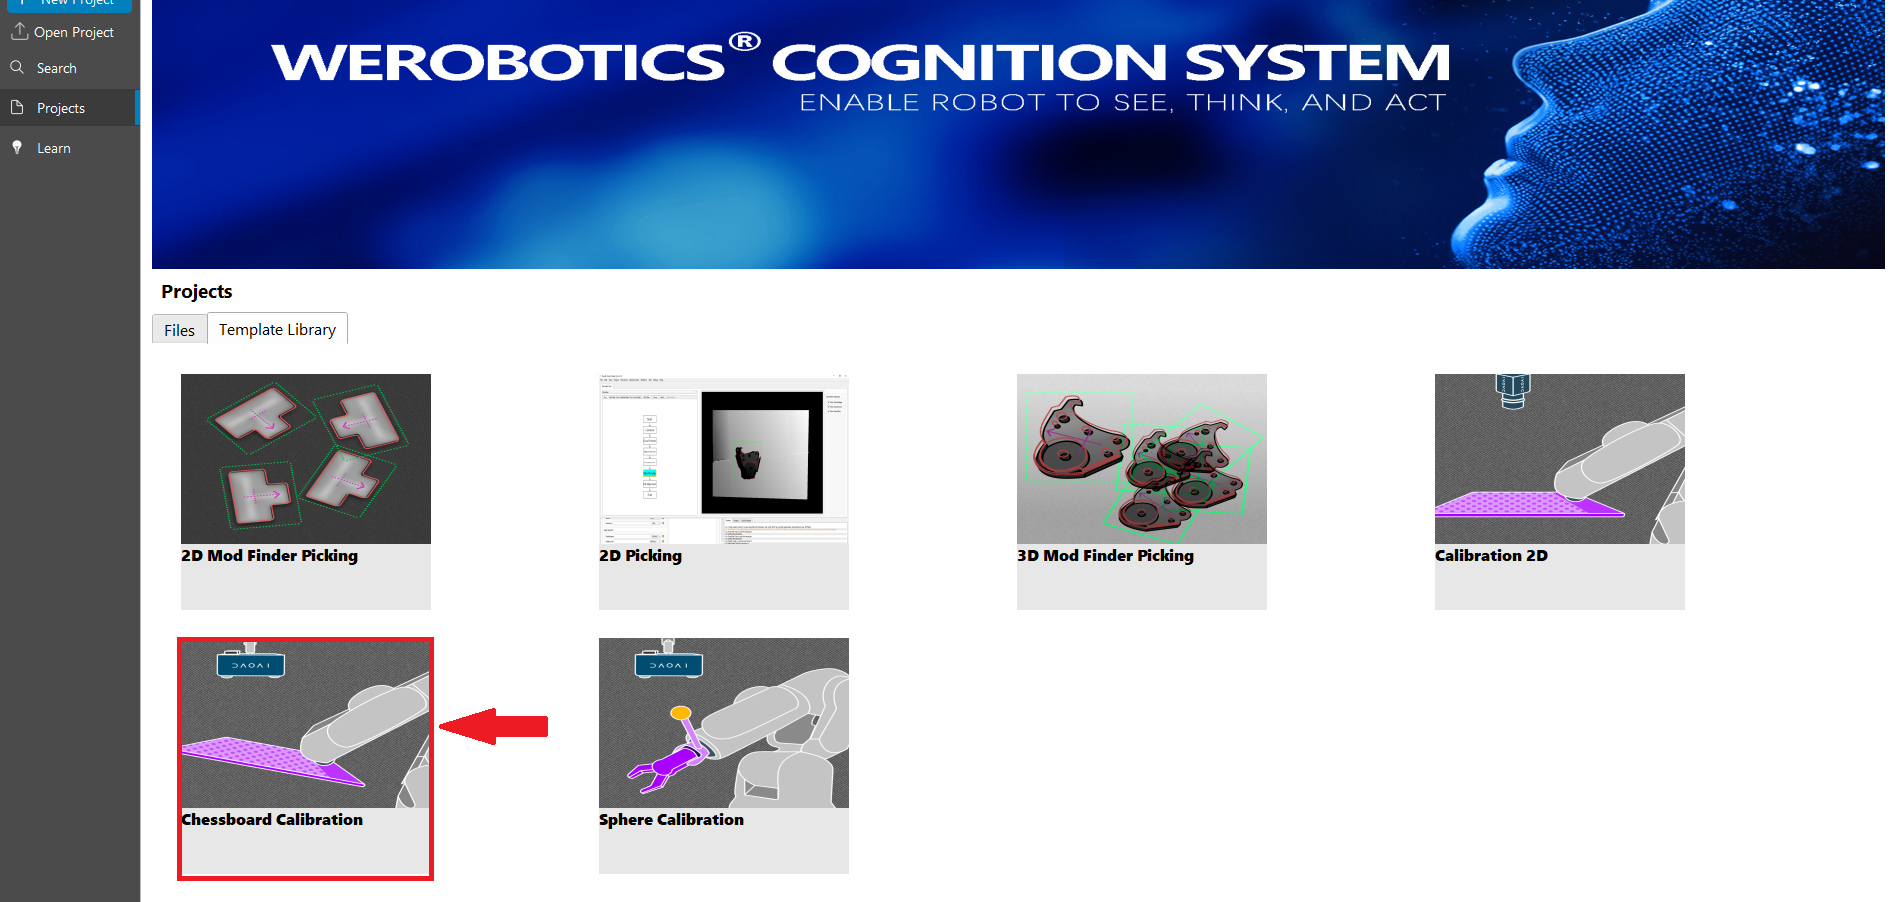 New Project
Open Project
Search
Projects
Learn
WEROBOTICS® COGNITION SYSTEM
ENABLE ROBOT TO SEE, THINK, AND ACT
Projects
Files
Template Library
2D Mod Finder Picking
2D Picking
3D Mod Finder Picking
Calibration 2D
DAOAI
DAOAI
Chessboard Calibration
Sphere Calibration